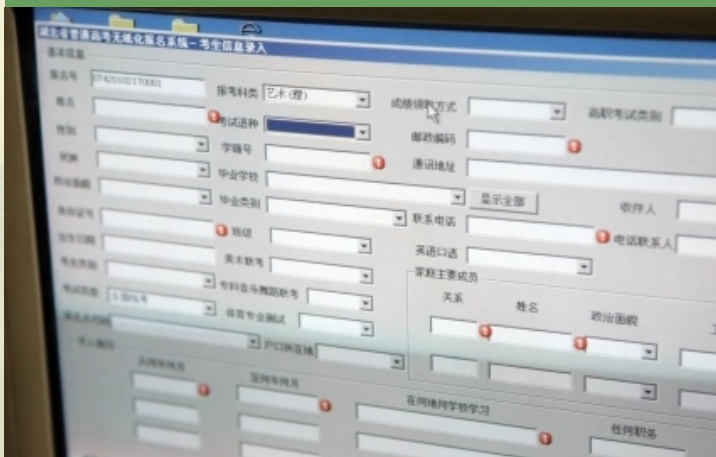 湖北省普通高考无纸化报名系统－考生信息录入
基本信息
报名号 07420102170001 报考科类 艺术(理) 成绩领取方式 高职考试类别
姓名 考试语种 邮政编码
性别 学籍号 通讯地址
民族 毕业学校 显示全部 收件人
政治面貌 毕业类别 联系电话 电话联系人
身份证号 班级 英语口语
出生日期 美术联考 家庭主要成员
考生类别 专科音乐舞蹈联考 关系 姓名 政治面貌
考试类型 全国统考 体育专业测试
户口所在地
从何年何月 至何年何月 在何地何学校学习 任何职务